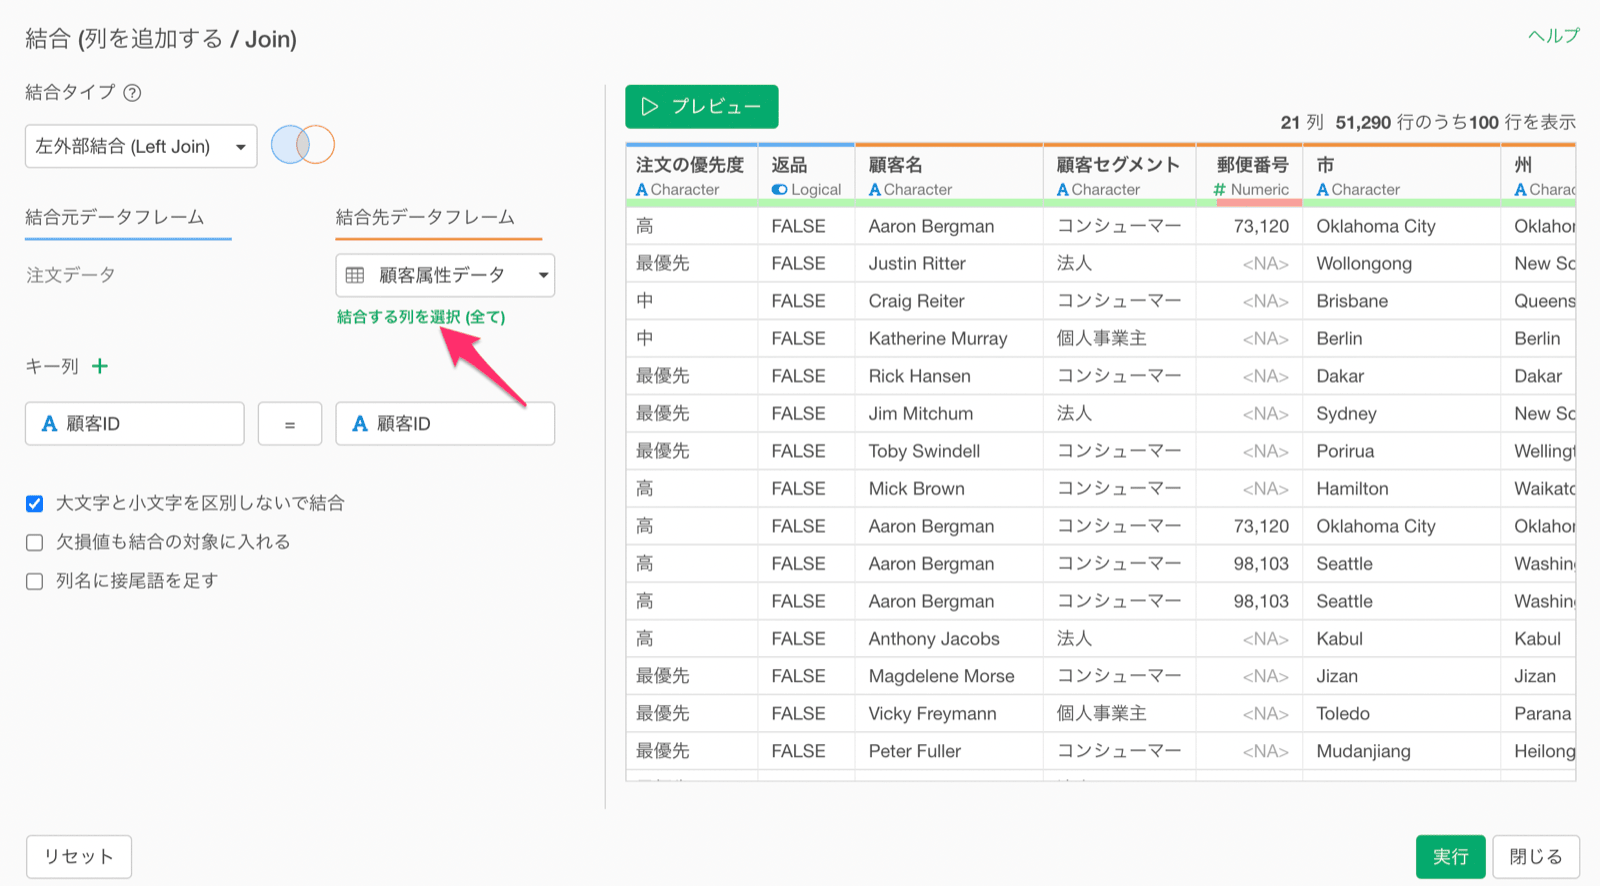 結合 (列を追加する / Join)
ヘルプ
結合タイプ ?
左外部結合 (Left Join)
結合元データフレーム 結合先データフレーム
注文データ 顧客属性データ
結合する列を選択 (全て)
キー列 +
A 顧客ID = A 顧客ID
大文字と小文字を区別しないで結合
欠損値も結合の対象に入れる
列名に接尾語を足す
リセット
プレビュー
21 列 51,290 行のうち100 行を表示
注文の優先度 返品 顧客名 顧客セグメント 郵便番号 市 州
A Character Logical A Character A Character # Numeric A Character A Charac
高 FALSE Aaron Bergman コンシューマー 73,120 Oklahoma City Oklahor
最優先 FALSE Justin Ritter 法人 <NA> Wollongong New Sc
中 FALSE Craig Reiter コンシューマー <NA> Brisbane Queens
中 FALSE Katherine Murray 個人事業主 <NA> Berlin Berlin
最優先 FALSE Rick Hansen コンシューマー <NA> Dakar Dakar
最優先 FALSE Jim Mitchum 法人 <NA> Sydney New Sc
最優先 FALSE Toby Swindell コンシューマー <NA> Porirua Wellingt
高 FALSE Mick Brown コンシューマー <NA> Hamilton Waikato
高 FALSE Aaron Bergman コンシューマー 73,120 Oklahoma City Oklahor
高 FALSE Aaron Bergman コンシューマー 98,103 Seattle Washin
高 FALSE Aaron Bergman コンシューマー 98,103 Seattle Washin
高 FALSE Anthony Jacobs 法人 <NA> Kabul Kabul
最優先 FALSE Magdelene Morse コンシューマー <NA> Jizan Jizan
最優先 FALSE Vicky Freymann 個人事業主 <NA> Toledo Parana
最優先 FALSE Peter Fuller コンシューマー <NA> Mudanjiang Heilong
実行 閉じる